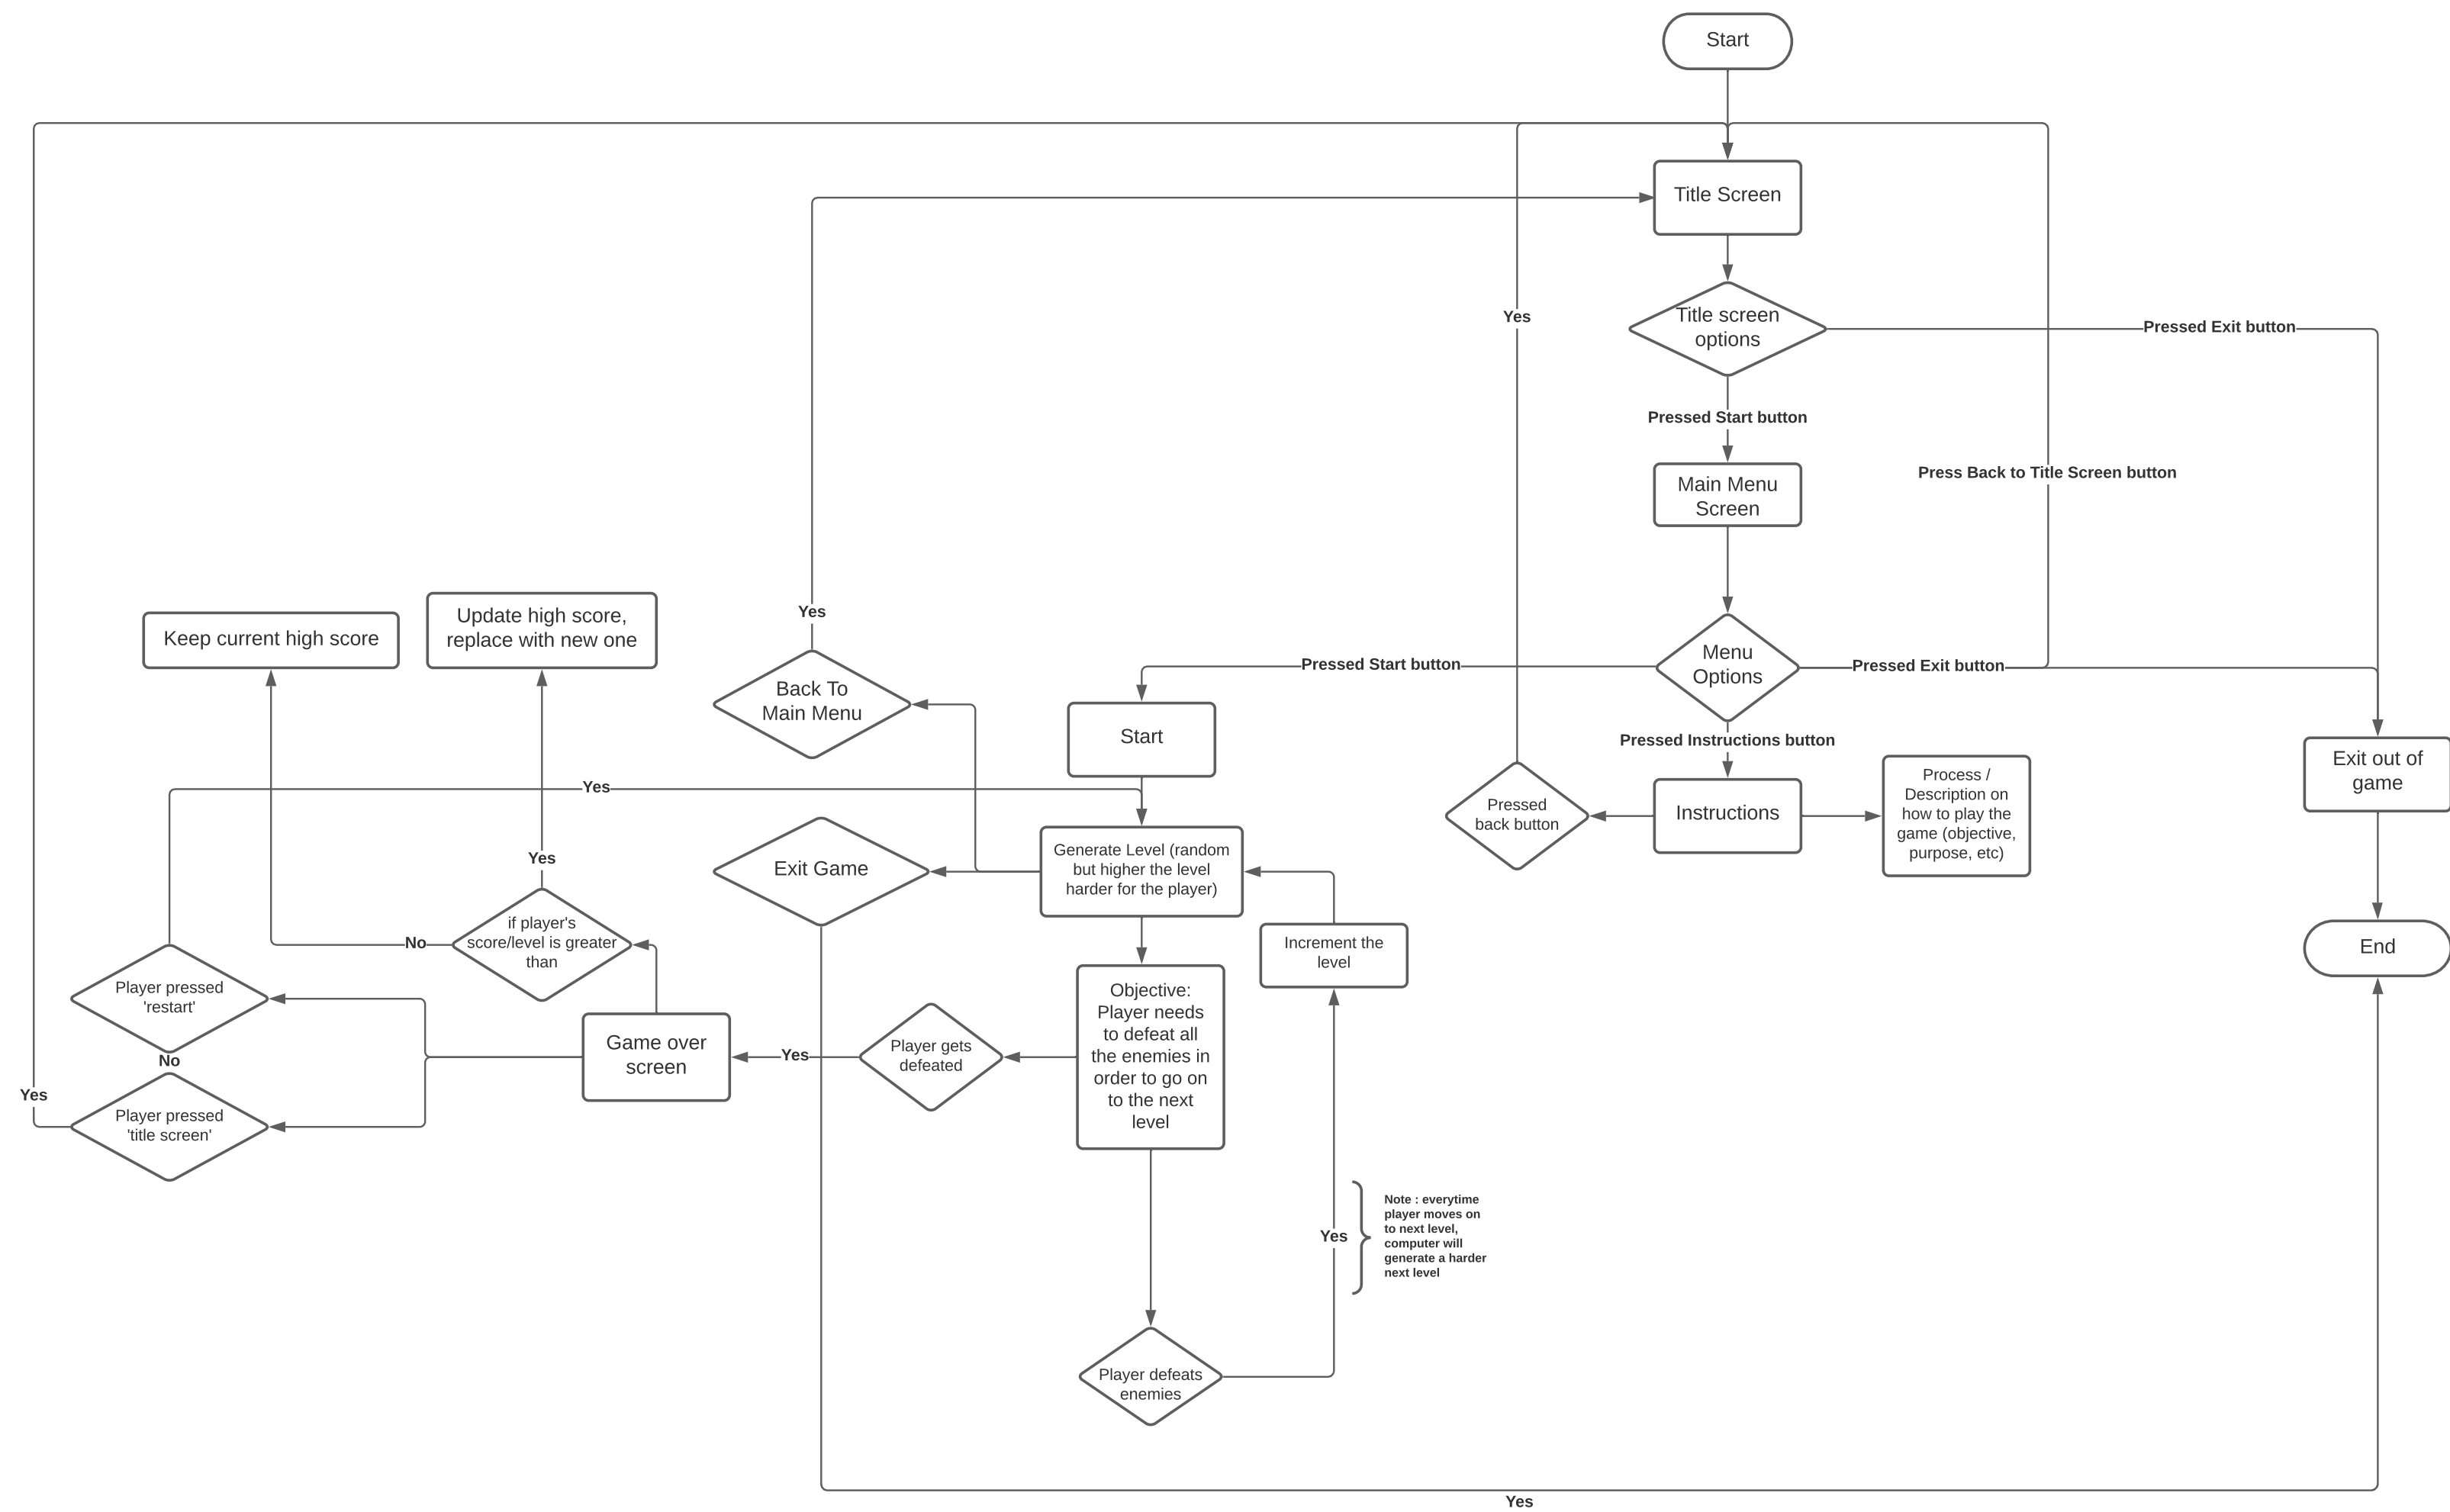 Start
Title Screen
Title screen
options
Yes
Pressed Exit button
Pressed Start button
Press Back to Title Screen button
Main Menu
Screen
Yes
Update high score,
replace with new one
Keep current high score
Menu
Options
Pressed Start button
Pressed Exit button
Back To
Main Menu
Start
Pressed Instructions button
Exit out of
game
Yes
Pressed
back button
Instructions
Process /
Description on
how to play the
game (objective,
purpose, etc)
Yes
Exit Game
Generate Level (random
but higher the level
harder for the player)
No
if player's
score/level is greater
than
Increment the
level
End
Player pressed
'restart'
Objective:
Player needs
to defeat all
the enemies in
order to go on
to the next
level
Game over
screen
Yes
Player gets
defeated
No
Yes
Player pressed
'title screen'
Yes
Note : everytime
player moves on
to next level,
computer will
generate a harder
next level
Player defeats
enemies
Yes